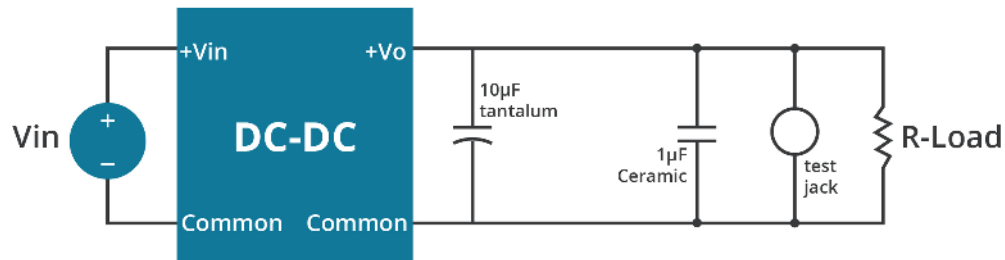 +Vin
+Vo
10µF
tantalum
Vin
+
−
DC-DC
1µF
Ceramic
test
jack
R-Load
Common
Common